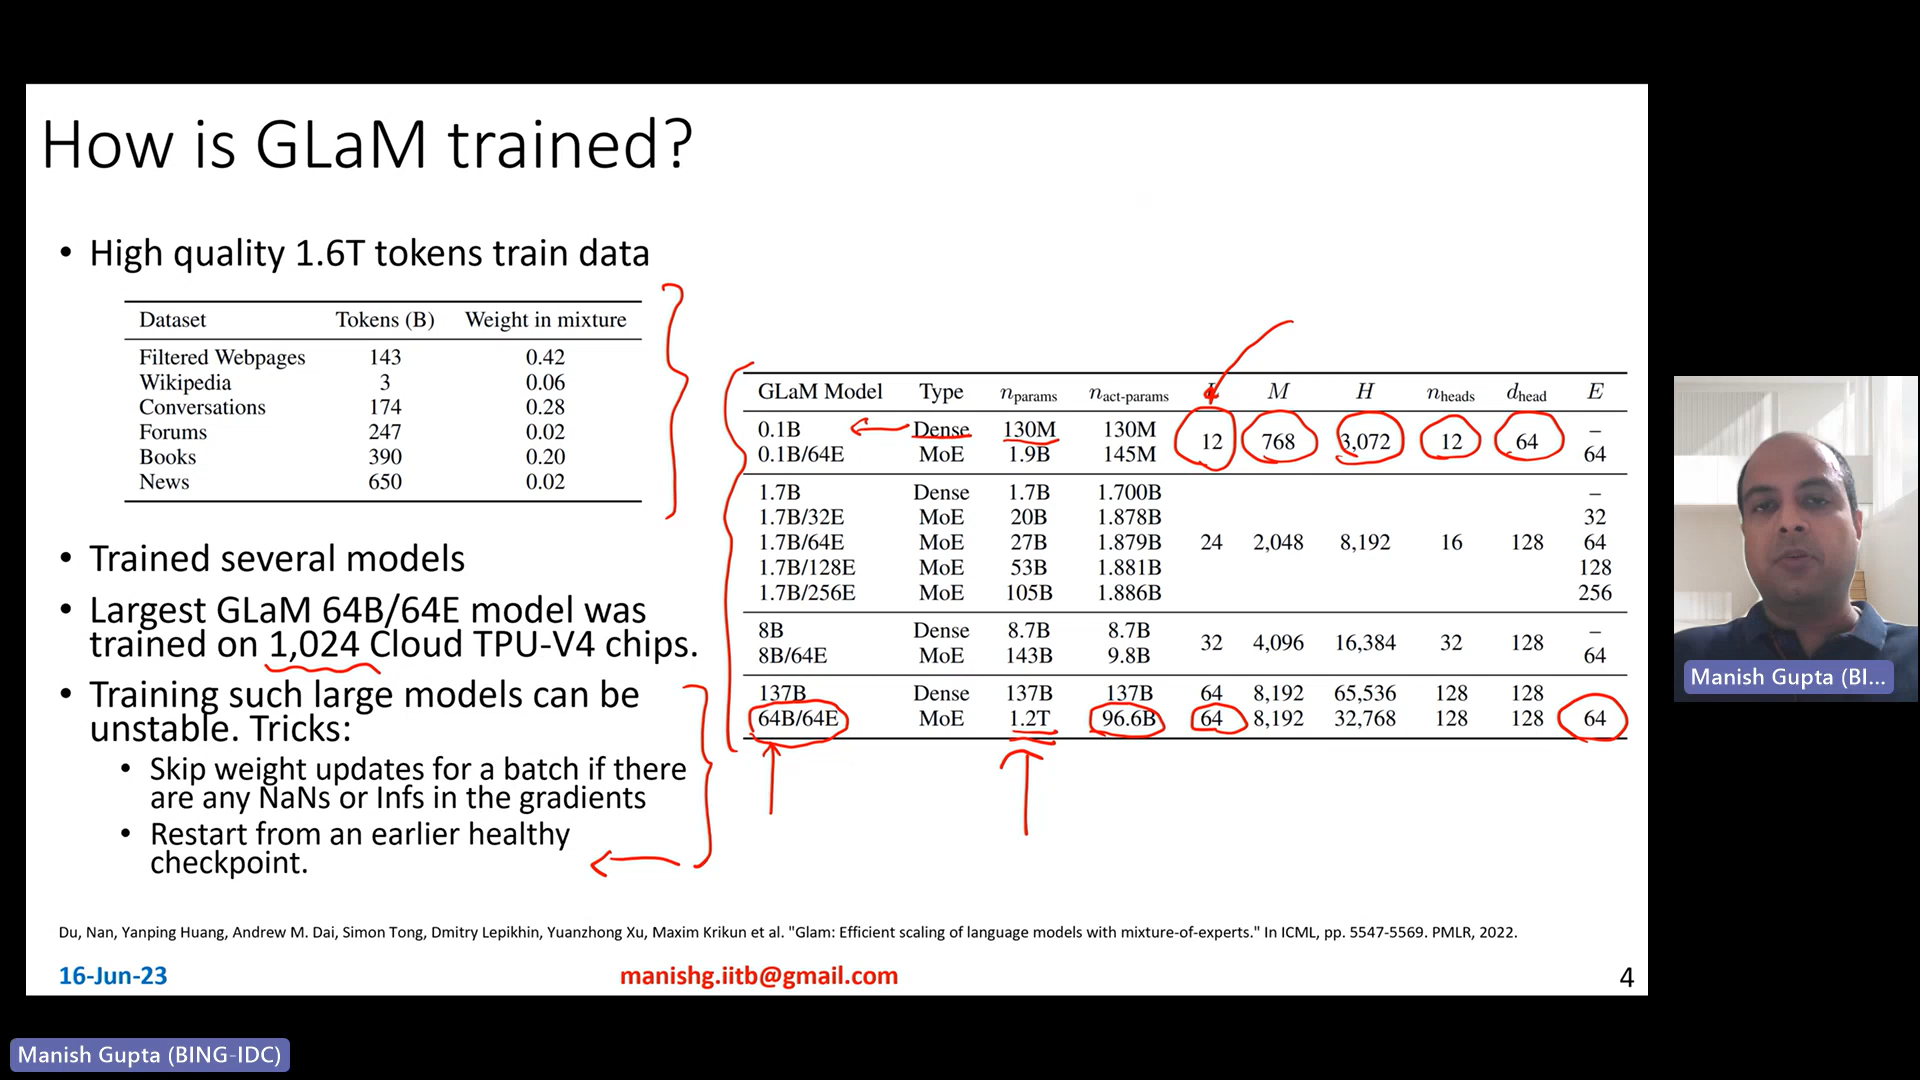 How is GLaM trained?
• High quality 1.6T tokens train data
Dataset Tokens (B) Weight in mixture
Filtered Webpages 143 0.42
Wikipedia 3 0.06
Conversations 174 0.28
Forums 247 0.02
Books 390 0.20
News 650 0.02
• Trained several models
• Largest GLaM 64B/64E model was
trained on 1,024 Cloud TPU-V4 chips.
• Training such large models can be
unstable. Tricks:
• Skip weight updates for a batch if there
are any NaNs or Infs in the gradients
• Restart from an earlier healthy
checkpoint.
GLaM Model Type nparams nact-params L M H nheads dhead E
0.1B Dense 130M 130M 12 768 3,072 12 64 –
0.1B/64E MoE 1.9B 145M 64
1.7B Dense 1.7B 1.700B –
1.7B/32E MoE 20B 1.878B 32
1.7B/64E MoE 27B 1.879B 24 2,048 8,192 16 128 64
1.7B/128E MoE 53B 1.881B 128
1.7B/256E MoE 105B 1.886B 256
8B Dense 8.7B 8.7B 32 4,096 16,384 32 128 –
8B/64E MoE 143B 9.8B 64
137B Dense 137B 137B 64 8,192 65,536 128 128
64B/64E MoE 1.2T 96.6B 64 8,192 32,768 128 128 64
Du, Nan, Yanping Huang, Andrew M. Dai, Simon Tong, Dmitry Lepikhin, Yuanzhong Xu, Maxim Krikun et al. "Glam: Efficient scaling of language models with mixture-of-experts." In ICML, pp. 5547-5569. PMLR, 2022.
16-Jun-23 manishg.iitb@gmail.com 4
Manish Gupta (BI...
Manish Gupta (BING-IDC)